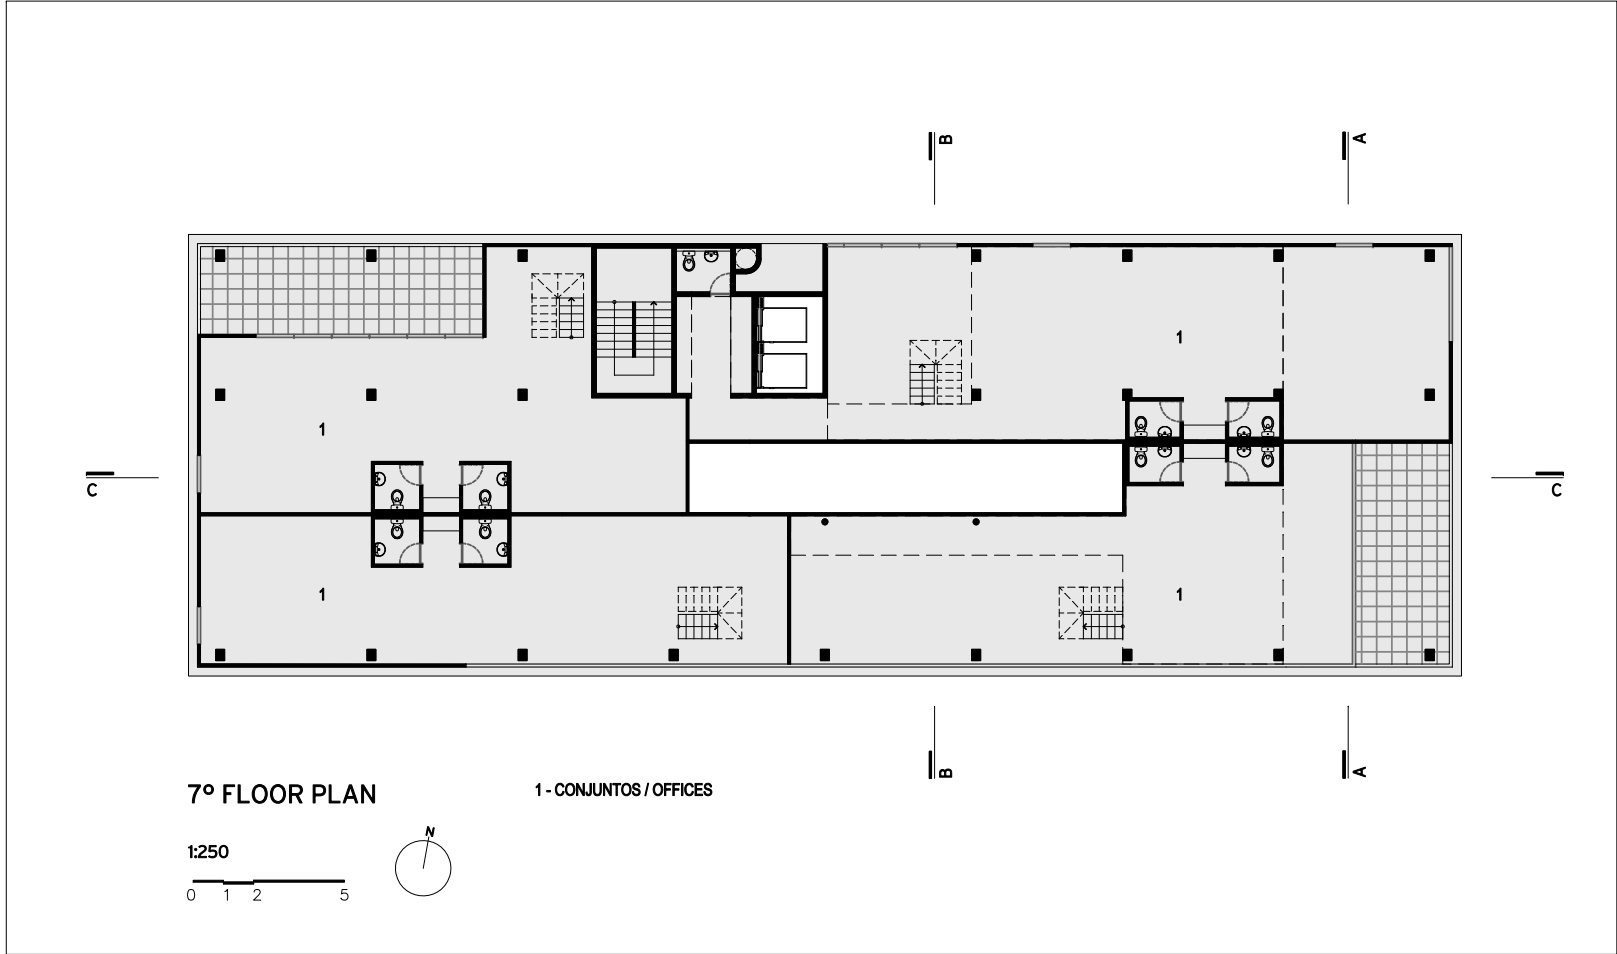 B
A
1
1
C
C
1
1
B
A
7º FLOOR PLAN
1 - CONJUNTOS / OFFICES
N
1:250
0 1 2 5